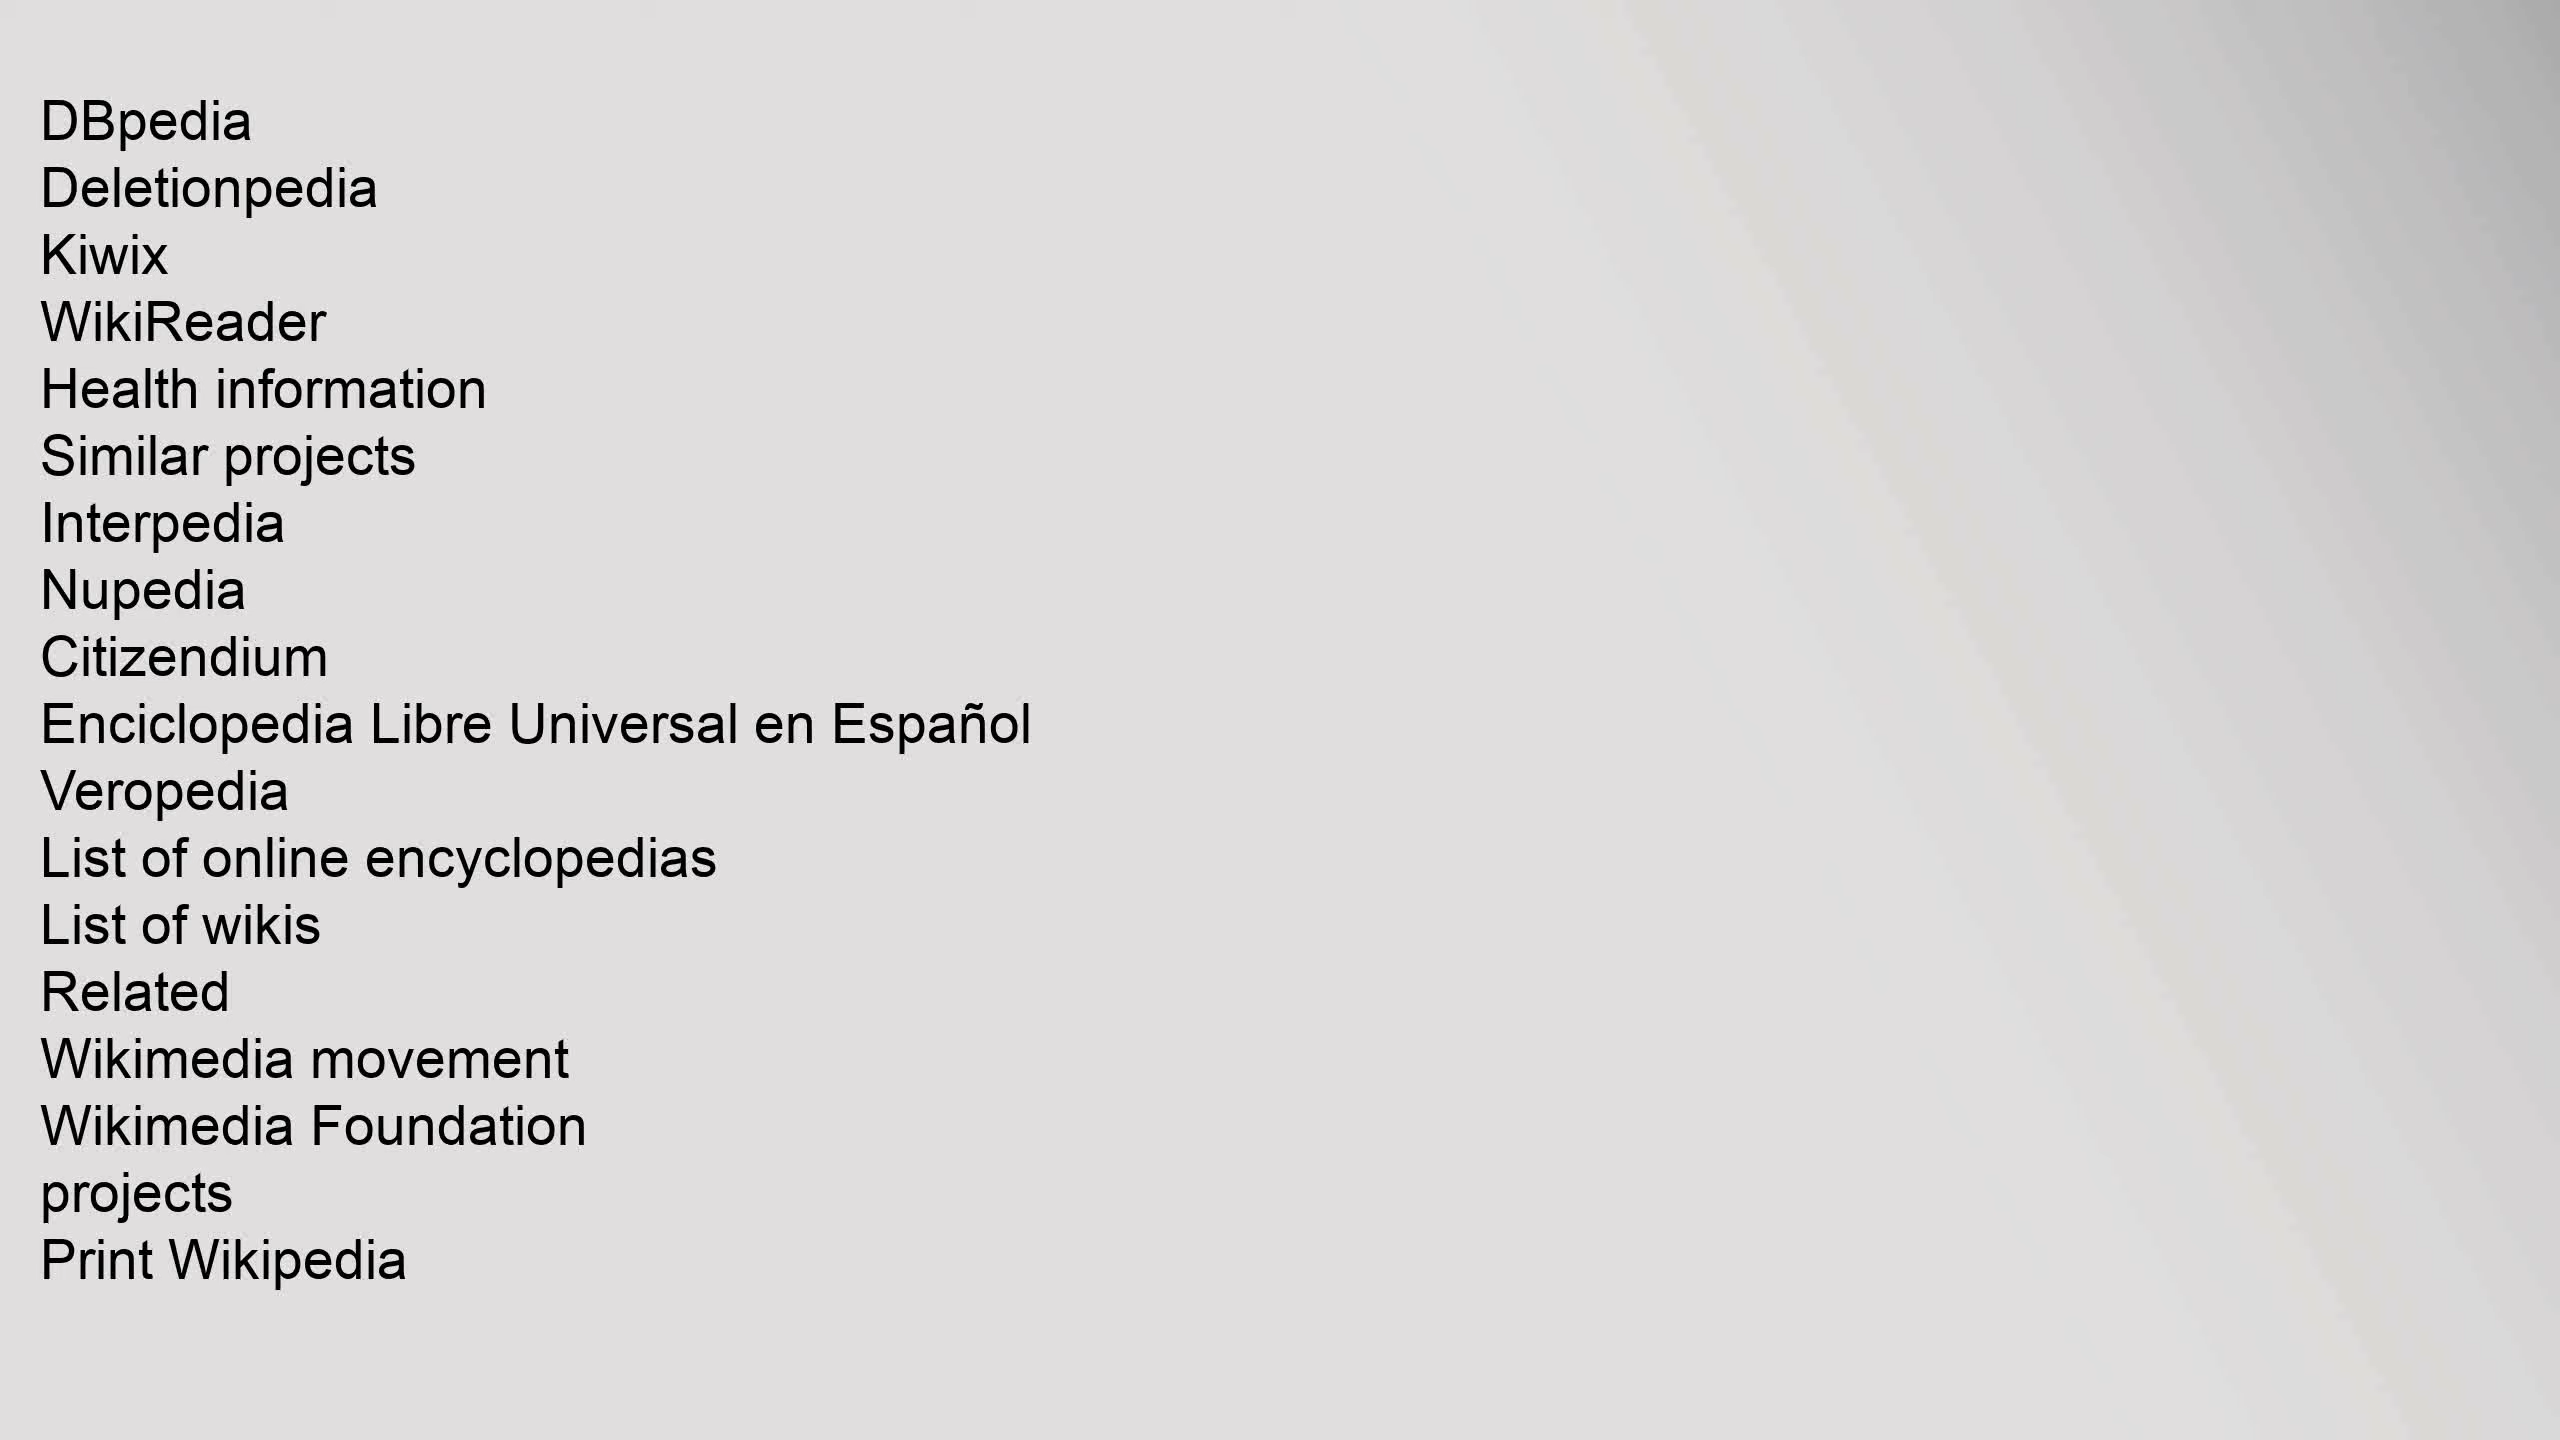 DBpedia
Deletionpedia
Kiwix
WikiReader
Health information
Similar projects
Interpedia
Nupedia
Citizendium
Enciclopedia Libre Universal en Español
Veropedia
List of online encyclopedias
List of wikis
Related
Wikimedia movement
Wikimedia Foundation
projects
Print Wikipedia